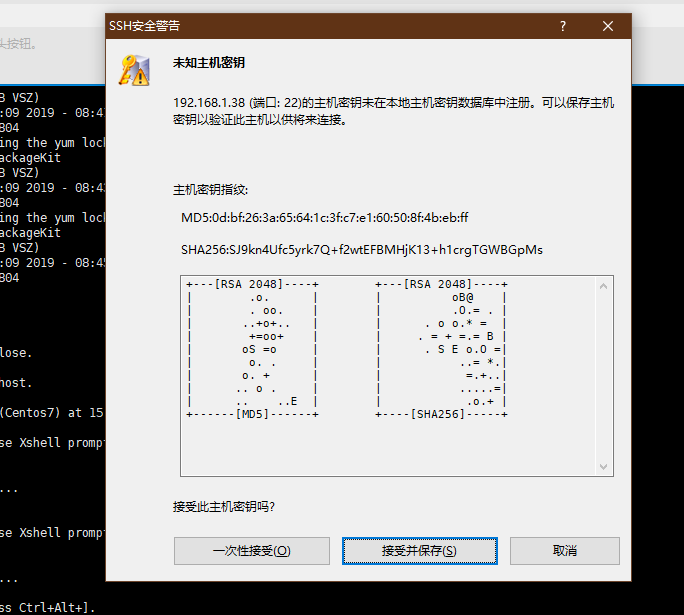 SSH安全警告
?
头按钮。
未知主机密钥
192.168.1.38 (端口: 22)的主机密钥未在本地主机密钥数据库中注册。可以保存主机
密钥以验证此主机以供将来连接。
主机密钥指纹:
MD5:0d:bf:26:3a:65:64:1c:3f:c7:e1:60:50:8f:4b:eb:ff
SHA256:SJ9kn4Ufc5yrk7Q+f2wtEFBMHjK13+h1crgTGWBGpMs
+---[RSA 2048]----+        +---[RSA 2048]----+
|        .o.      |        |          oB@    |
|        . oo.    |        |          .O.= . |
|       ..+o+..   |        |      . o o.* =  |
|        +=oo+    |        |     . = + =.= B |
|       oS =o     |        |      . S E o.O =|
|        o. .     |        |           ..= *.|
|       o. +      |        |            =.+..|
|      .. o .     |        |           .....=|
|      ..    ..E  |        |            .o.+ |
+------[MD5]------+        +----[SHA256]-----+
接受此主机密钥吗?
一次性接受(O)
接受并保存(S)
取消
B VSZ)
:09 2019 - 08:4
804
ing the yum lock
ackageKit
B VSZ)
:09 2019 - 08:4
804
ing the yum lock
ackageKit
B VSZ)
:09 2019 - 08:4
804
lose.
host.
(Centos7) at 15
se Xshell prompt
...
se Xshell prompt
...
ss Ctrl+Alt+].